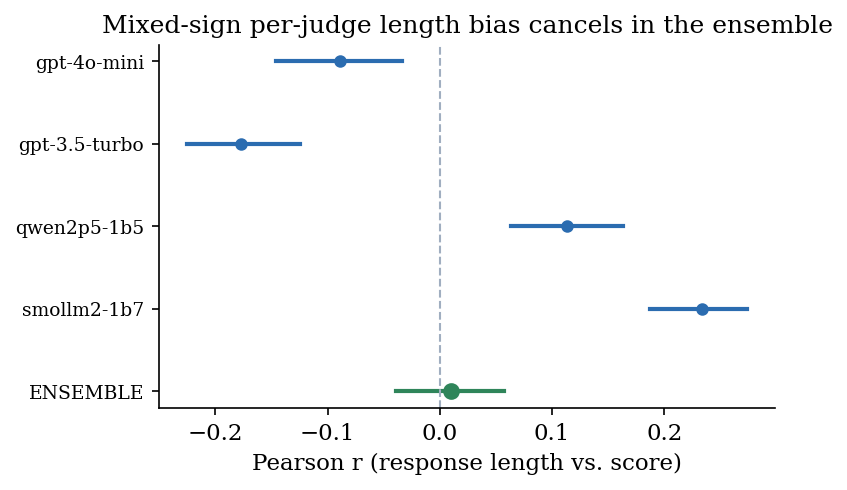 Mixed-sign per-judge length bias cancels in the ensemble
gpt-4o-mini
gpt-3.5-turbo
qwen2p5-1b5
smollm2-1b7
ENSEMBLE
−0.2 −0.1 0.0 0.1 0.2
Pearson r (response length vs. score)